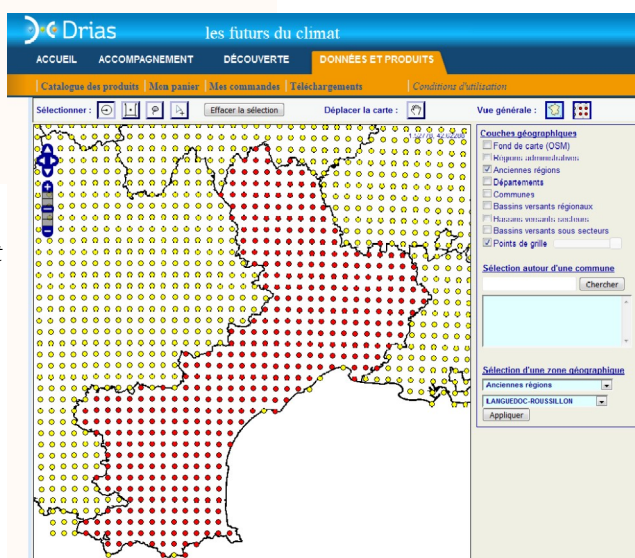 Drias
les futurs du climat
ACCUEIL ACCOMPAGNEMENT DÉCOUVERTE DONNÉES ET PRODUITS
Catalogue des produits Mon panier Mes commandes Téléchargements Conditions d'utilization
Sélectionner : Effacer la sélection Déplacer la carte : Vue générale :
Couches géographiques
Fond de carte (OSM)
Régions administratives
Anciennes régions
Départements
Communes
Bassins versants régionaux
Bassins versants secteurs
Bassins versants sous secteurs
Points de grille
Sélection autour d'une commune
Chercher
Sélection d'une zone géographique
Anciennes régions
LANGUEDOC-ROUSSILLON
Appliquer